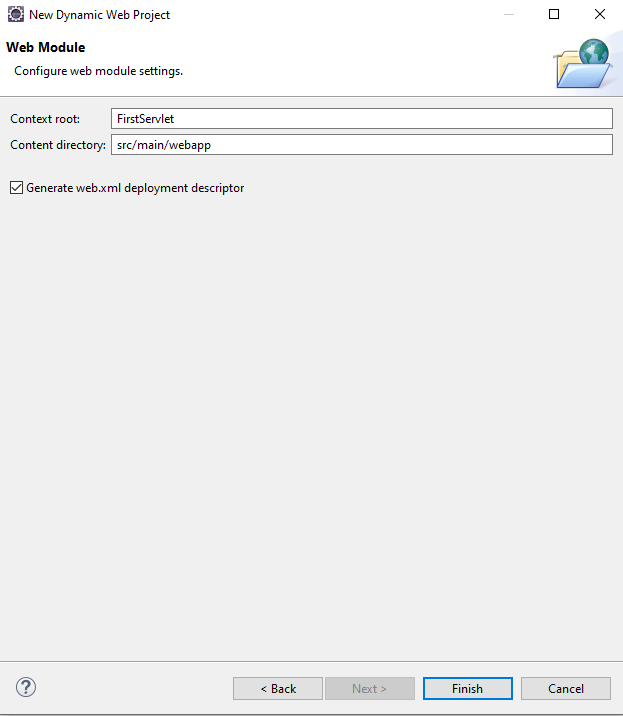 New Dynamic Web Project
Web Module
Configure web module settings.
Context root: FirstServlet
Content directory: src/main/webapp
Generate web.xml deployment descriptor
? < Back Next > Finish Cancel